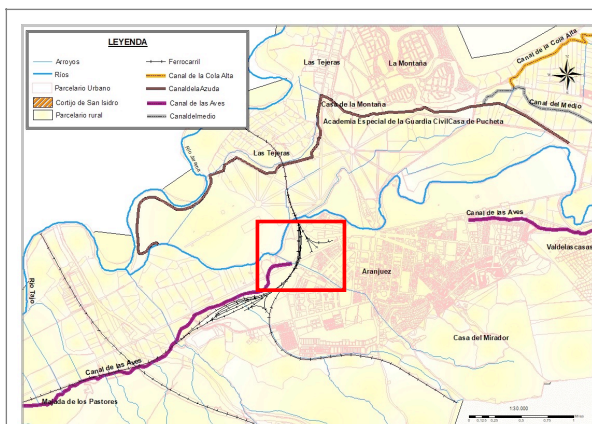 LEYENDA
Arroyos
Ríos
Parcelario Urbano
Cortijo de San Isidro
Parcelario rural
Ferrocarril
Canal de la Cola Alta
CanaldelaAzuda
Canal de las Aves
Canaldelmedio
Las Tejeras
La Montaña
Canal de la Cola Alta
Canal del Medio
Casa de la Montaña
Academia Especial de la Guardia CivilCasa de Pucheta
Las Tejeras
Río Jarama
Canal de las Aves
Valdelascasas
Aranjuez
Río Tajo
Casa del Mirador
Canal de las Aves
Majada de los Pastores